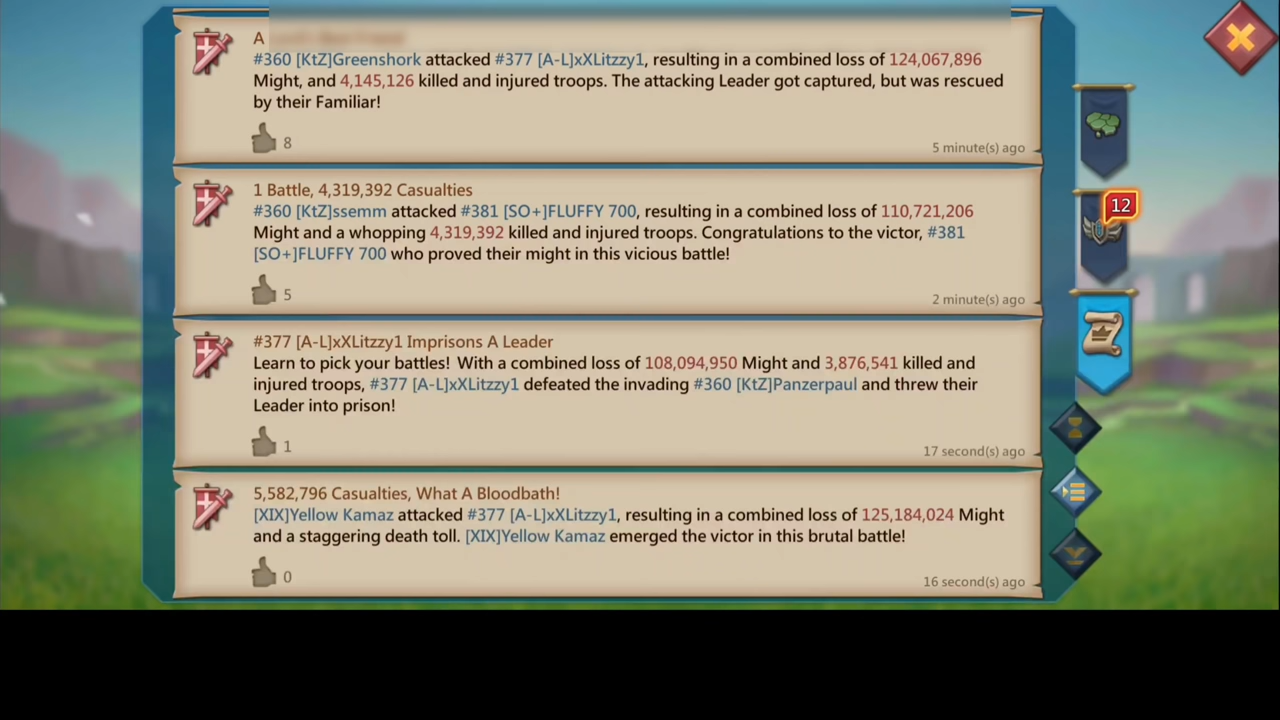 A
#360 [KtZ]Greenshork attacked #377 [A-L]xXLitzzy1, resulting in a combined loss of 124,067,896
Might, and 4,145,126 killed and injured troops. The attacking Leader got captured, but was rescued
by their Familiar!
8
5 minute(s) ago
1 Battle, 4,319,392 Casualties
#360 [KtZ]ssemm attacked #381 [SO+]FLUFFY 700, resulting in a combined loss of 110,721,206
Might and a whopping 4,319,392 killed and injured troops. Congratulations to the victor, #381
[SO+]FLUFFY 700 who proved their might in this vicious battle!
5
2 minute(s) ago
12
#377 [A-L]xXLitzzy1 Imprisons A Leader
Learn to pick your battles! With a combined loss of 108,094,950 Might and 3,876,541 killed and
injured troops, #377 [A-L]xXLitzzy1 defeated the invading #360 [KtZ]Panzerpaul and threw their
Leader into prison!
1
17 second(s) ago
5,582,796 Casualties, What A Bloodbath!
[XIX]Yellow Kamaz attacked #377 [A-L]xXLitzzy1, resulting in a combined loss of 125,184,024 Might
and a staggering death toll. [XIX]Yellow Kamaz emerged the victor in this brutal battle!
0
16 second(s) ago